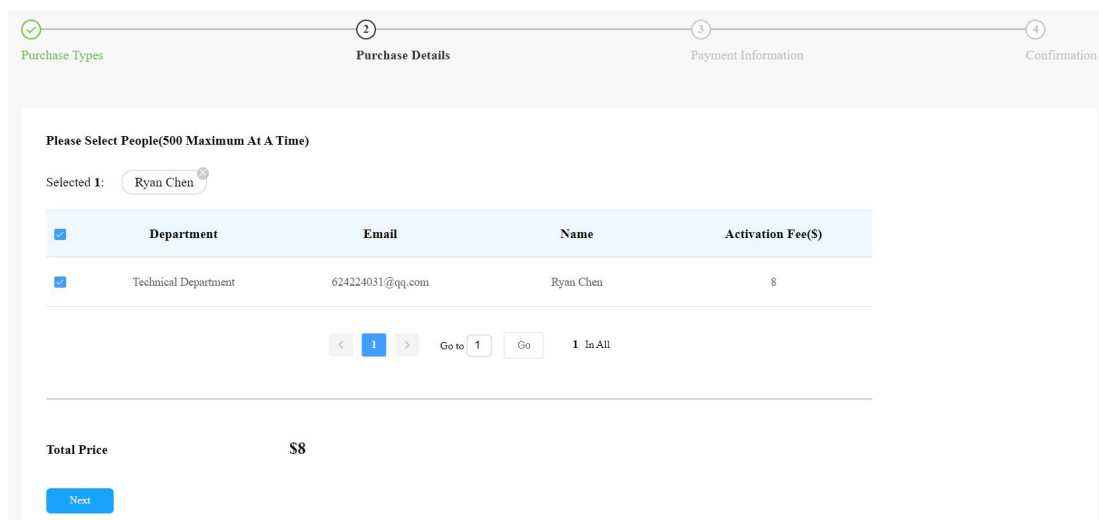 2 3 4
Purchase Types Purchase Details Payment Information Confirmation
Please Select People(500 Maximum At A Time)
Selected 1: Ryan Chen
Department Email Name Activation Fee($)
Technical Department 624224031@qq.com Ryan Chen 8
< 1 > Go to 1 Go 1 In All
Total Price $8
Next